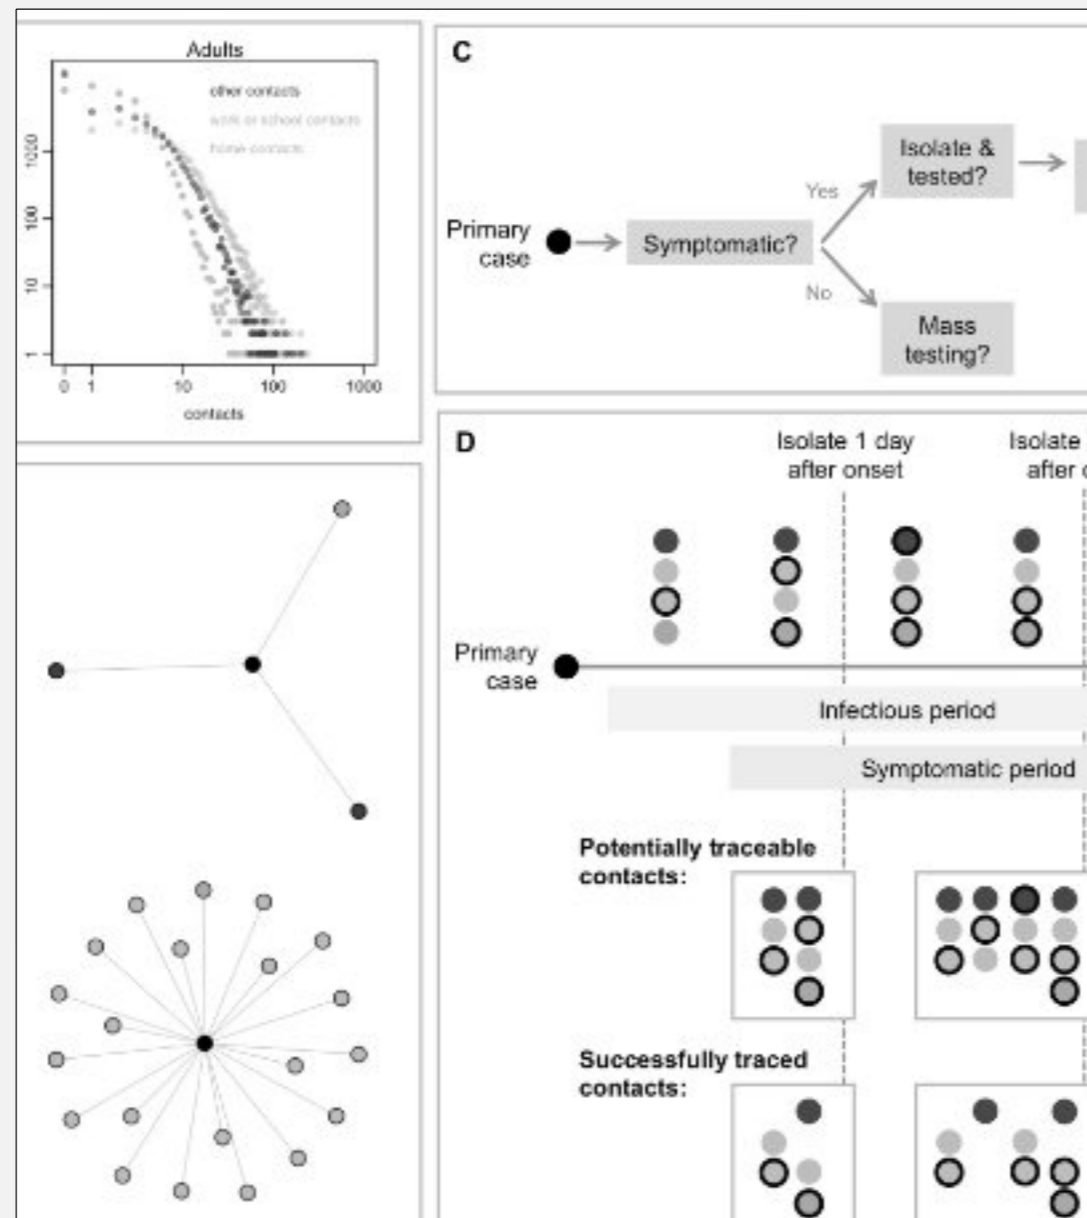 Adults
other contacts
work or school contacts
home contacts
1000
100
10
1
0 1 10 100 1000
contacts
C
Primary
case
Symptomatic?
Yes
No
Isolate &
tested?
Mass
testing?
D
Isolate 1 day
after onset
Isolate
after
Primary
case
Infectious period
Symptomatic period
Potentially traceable
contacts:
Successfully traced
contacts: